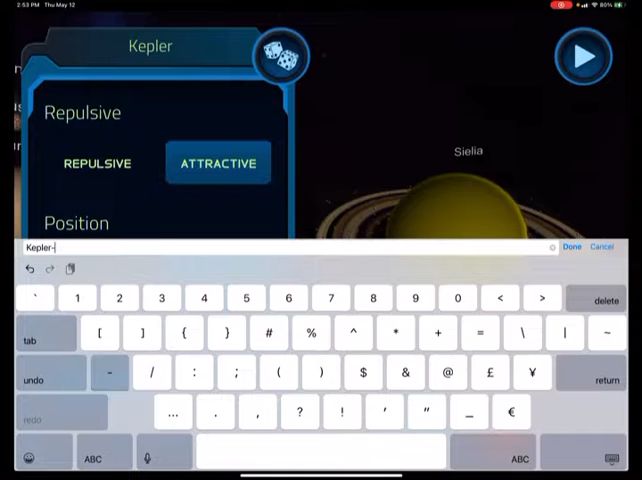 2:53 PM Thu May 12
80%
Kepler
Repulsive
REPULSIVE ATTRACTIVE
Sielia
Position
Kepler-
Done Cancel
` 1 2 3 4 5 6 7 8 9 0 < > delete
tab [ ] { } # % ^ * + = \ | ~
undo - / : ; ( ) $ & @ £ ¥ return
redo … . , ? ! ' " _ €
ABC ABC